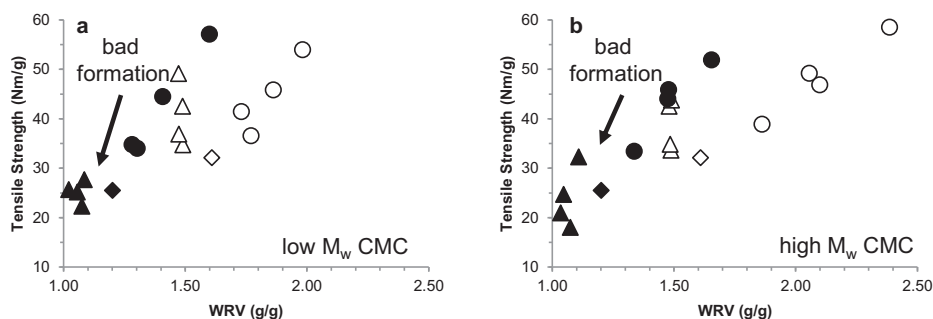 a
60
50
40
30
20
10
Tensile Strength (Nm/g)
bad
formation
low Mw CMC
1.00 1.50 2.00 2.50
WRV (g/g)
b
60
50
40
30
20
10
Tensile Strength (Nm/g)
bad
formation
high Mw CMC
1.00 1.50 2.00 2.50
WRV (g/g)